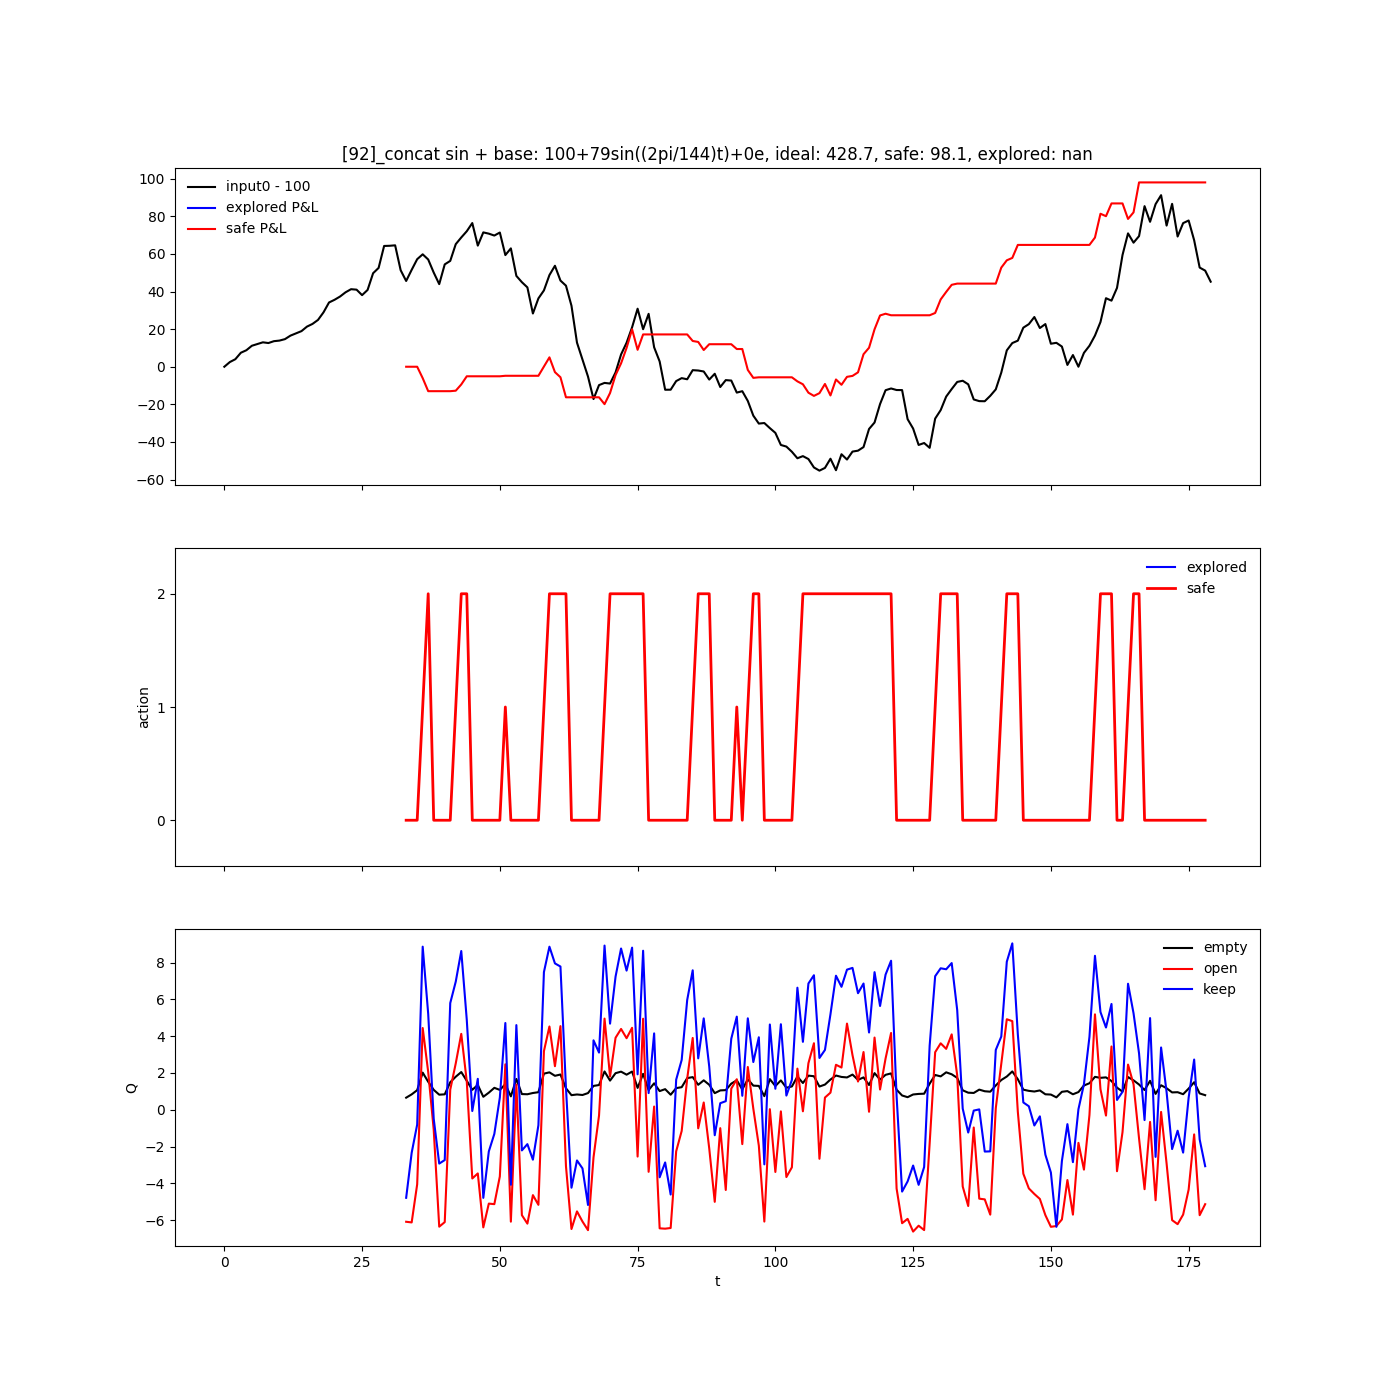 [92]_concat sin + base: 100+79sin((2pi/144)t)+0e, ideal: 428.7, safe: 98.1, explored: nan
100
80
60
40
20
0
−20
−40
−60
input0 - 100
explored P&L
safe P&L
2
1
0
action
explored
safe
8
6
4
2
0
−2
−4
−6
Q
empty
open
keep
0
25
50
75
100
125
150
175
t